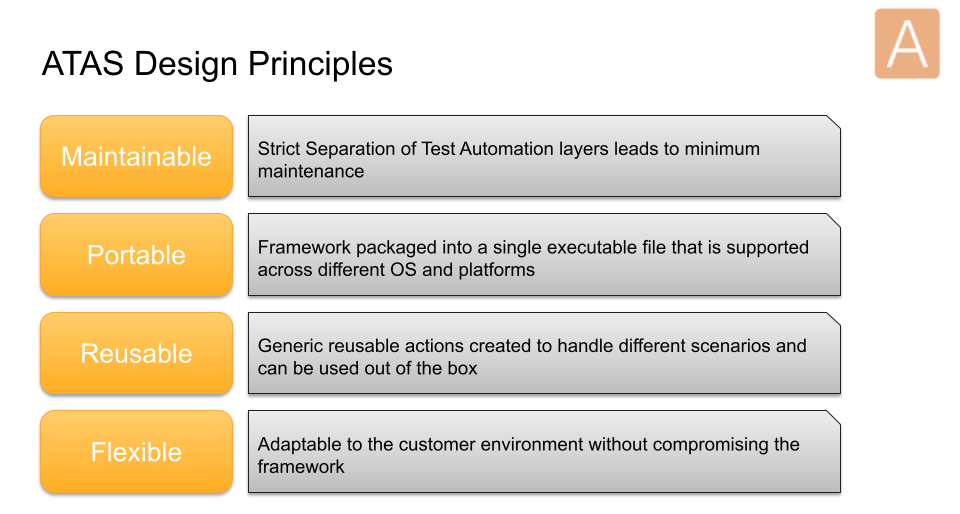 A
ATAS Design Principles
Maintainable
Strict Separation of Test Automation layers leads to minimum
maintenance
Portable
Framework packaged into a single executable file that is supported
across different OS and platforms
Reusable
Generic reusable actions created to handle different scenarios and
can be used out of the box
Flexible
Adaptable to the customer environment without compromising the
framework